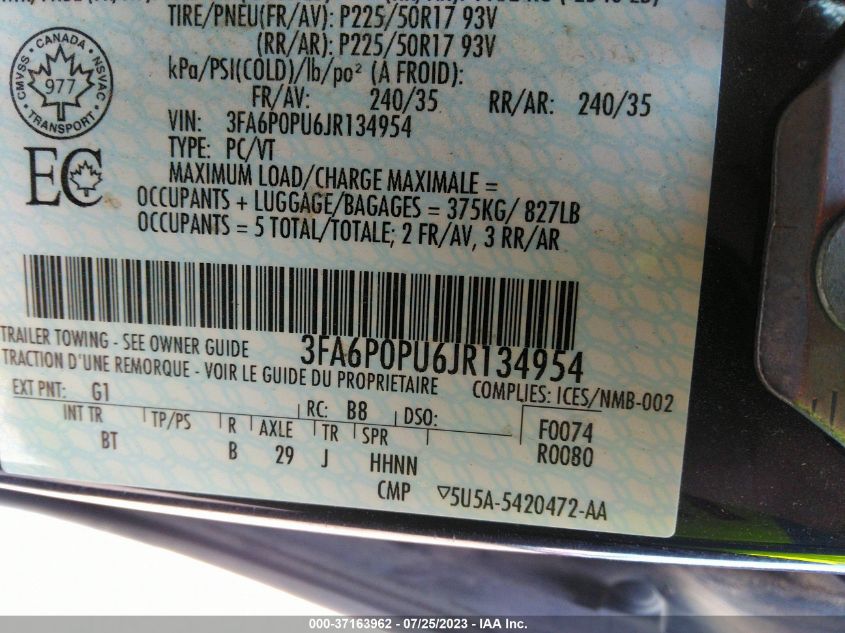 TIRE/PNEU(FR/AV): P225/50R17 93V
(RR/AR): P225/50R17 93V
kPa/PSI(COLD)/lb/po² (A FROID):
FR/AV: 240/35 RR/AR: 240/35
CMVSS CANADA NSVAC
977
TRANSPORT
VIN: 3FA6P0PU6JR134954
TYPE: PC/VT
EC
MAXIMUM LOAD/CHARGE MAXIMALE =
OCCUPANTS + LUGGAGE/BAGAGES = 375KG/ 827LB
OCCUPANTS = 5 TOTAL/TOTALE; 2 FR/AV, 3 RR/AR
TRAILER TOWING - SEE OWNER GUIDE 3FA6P0PU6JR134954
TRACTION D'UNE REMORQUE - VOIR LE GUIDE DU PROPRIETAIRE
COMPLIES: ICES/NMB-002
EXT PNT: G1 RC: B8 DSO:
INT TR TP/PS R AXLE TR SPR F0074
BT B 29 J HHNN R0080
CMP ▽5U5A-5420472-AA
000-37163962 - 07/25/2023 - © IAA, Inc.